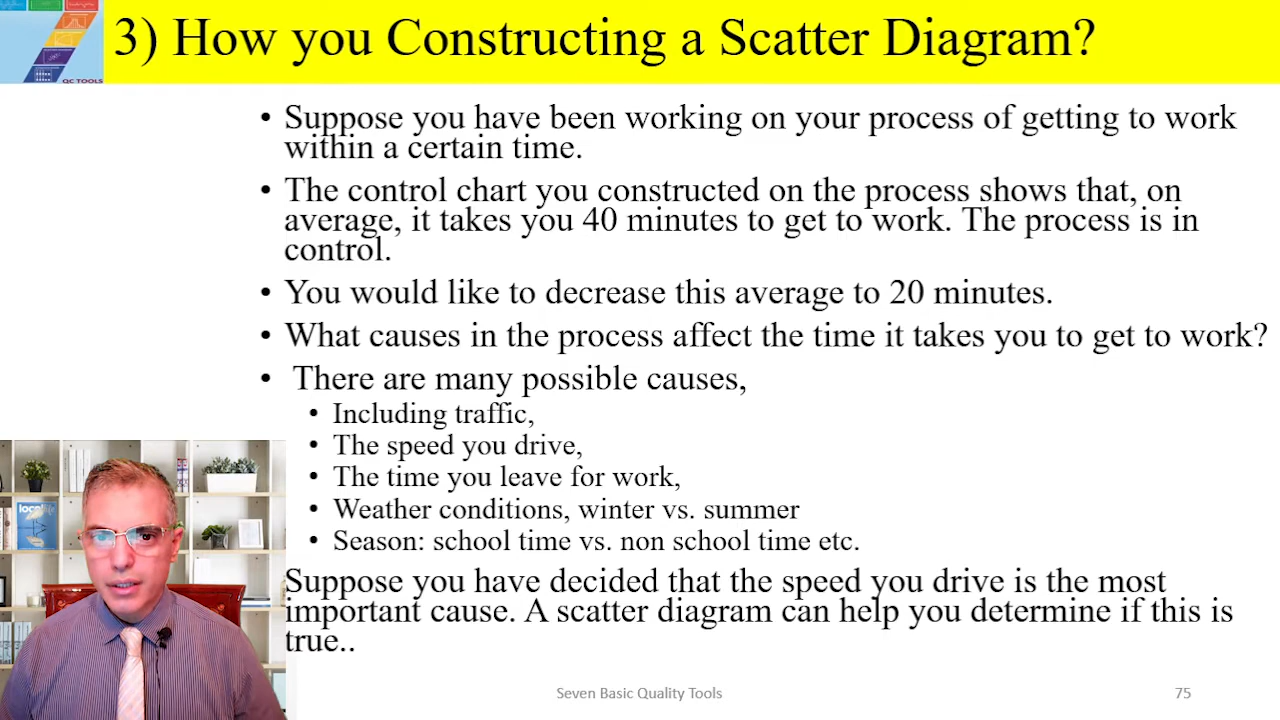 3) How you Constructing a Scatter Diagram?
QC TOOLS
• Suppose you have been working on your process of getting to work
within a certain time.
• The control chart you constructed on the process shows that, on
average, it takes you 40 minutes to get to work. The process is in
control.
• You would like to decrease this average to 20 minutes.
• What causes in the process affect the time it takes you to get to work?
• There are many possible causes,
• Including traffic,
• The speed you drive,
• The time you leave for work,
• Weather conditions, winter vs. summer
• Season: school time vs. non school time etc.
Suppose you have decided that the speed you drive is the most
important cause. A scatter diagram can help you determine if this is
true..
Seven Basic Quality Tools
75